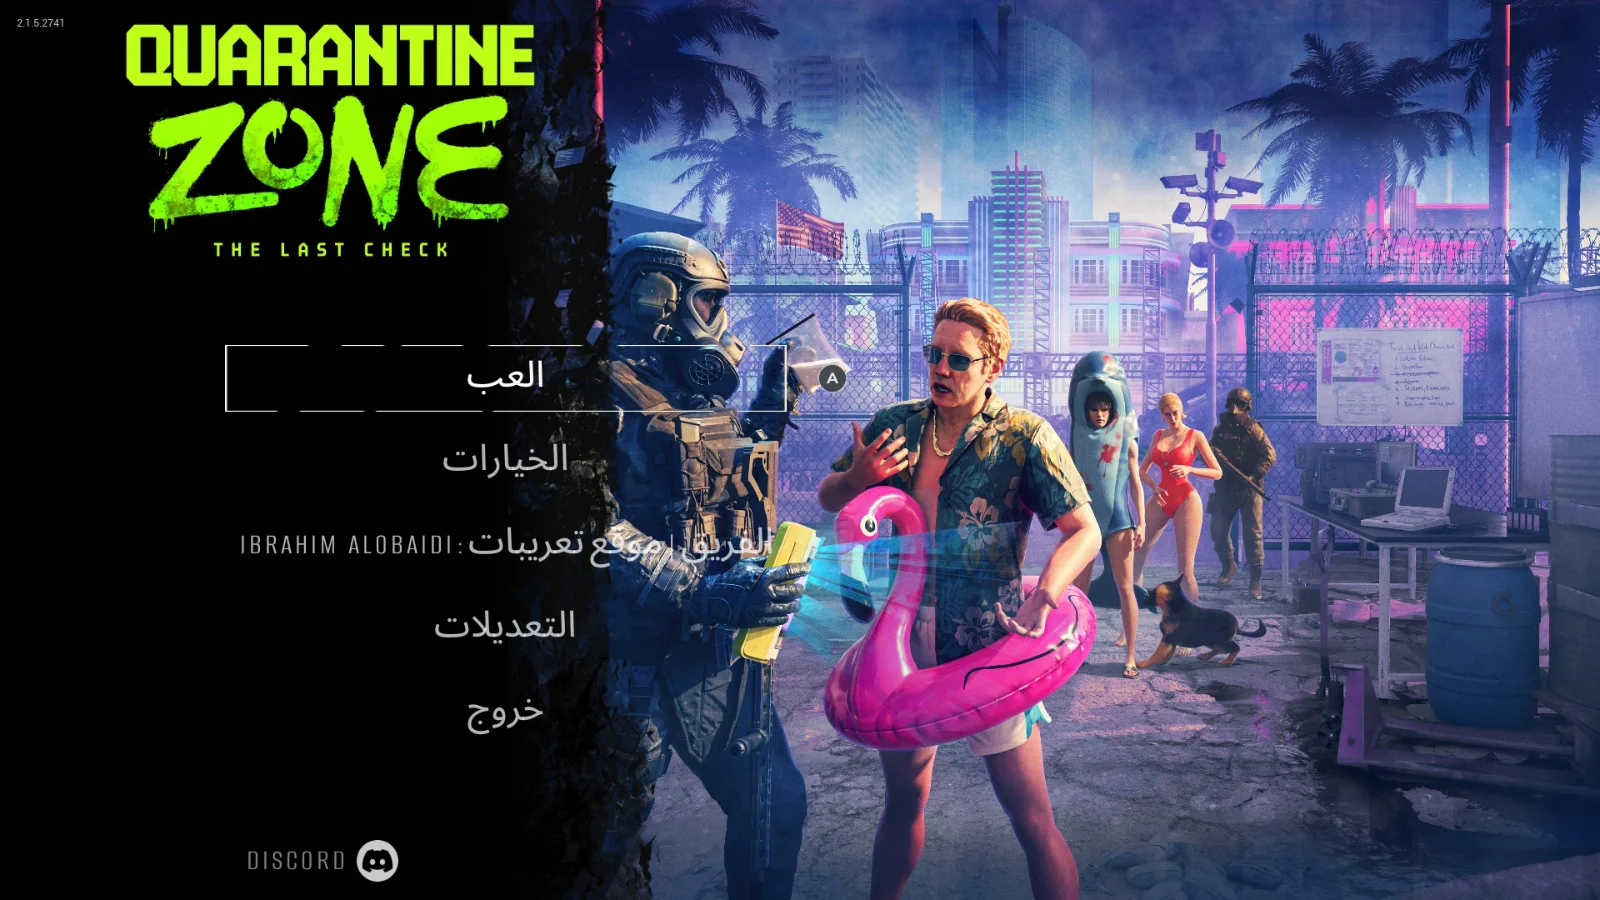 2.1.5.2741
QUARANTINE
ZONE
THE LAST CHECK
العب
A
الخيارات
الفريق | موقع تعريبات: IBRAHIM ALOBAIDI
التعديلات
خروج
DISCORD